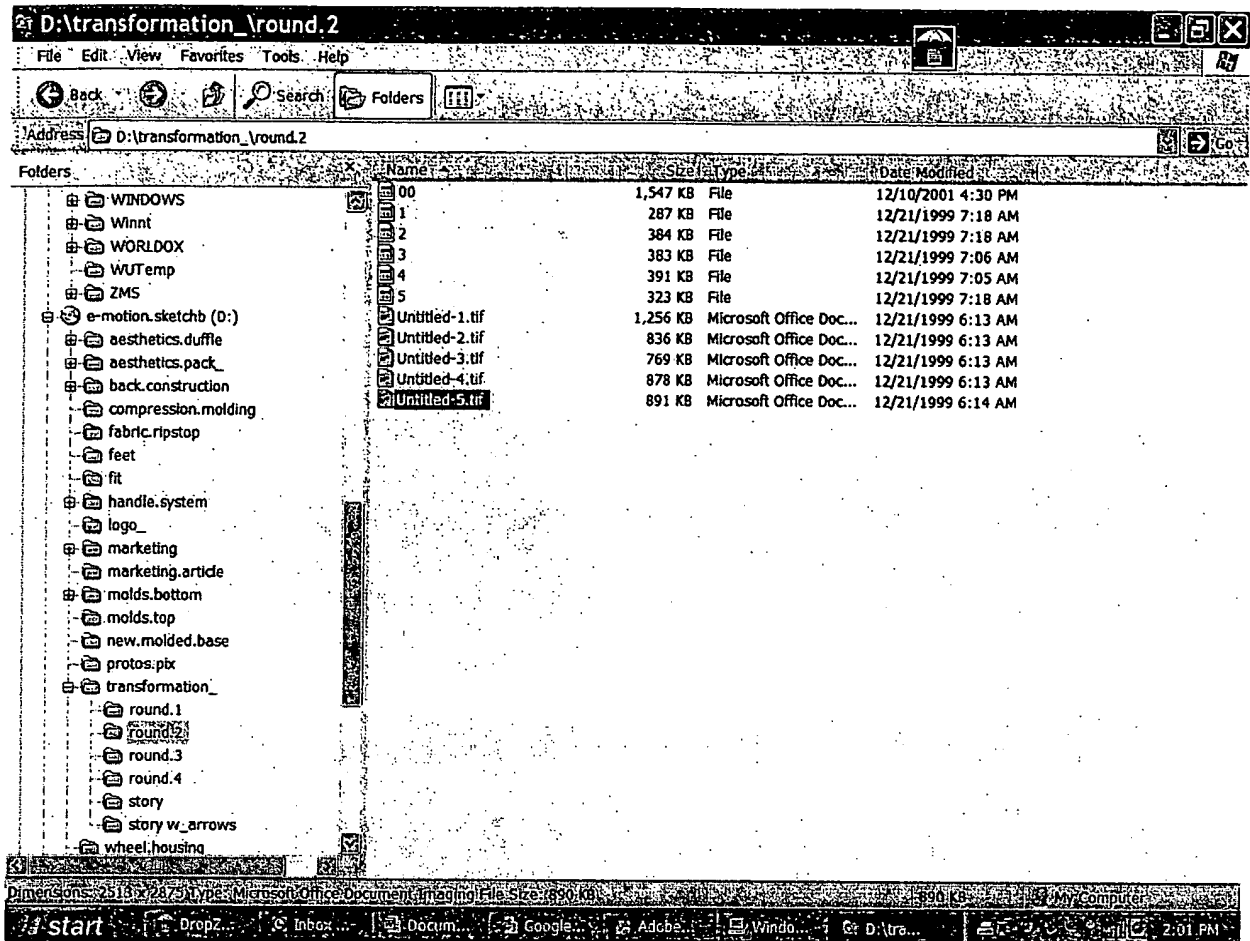 D:\transformation_\round.2
File Edit View Favorites Tools Help
Back Search Folders
Address D:\transformation_\round.2 Go
Folders
WINDOWS
Winnt
WORLDOX
WUTemp
ZMS
e-motion.sketchb (D:)
aesthetics.duffle
aesthetics.pack_
back.construction
compression.molding
fabric.ripstop
feet
fit
handle.system
logo_
marketing
marketing.article
molds.bottom
molds.top
new.molded.base
protos.pix
transformation_
round.1
round.2
round.3
round.4
story
story w_arrows
wheel.housing
Name Size Type Date Modified
00 1,547 KB File 12/10/2001 4:30 PM
1 287 KB File 12/21/1999 7:18 AM
2 384 KB File 12/21/1999 7:18 AM
3 383 KB File 12/21/1999 7:06 AM
4 391 KB File 12/21/1999 7:05 AM
5 323 KB File 12/21/1999 7:18 AM
Untitled-1.tif 1,256 KB Microsoft Office Doc... 12/21/1999 6:13 AM
Untitled-2.tif 836 KB Microsoft Office Doc... 12/21/1999 6:13 AM
Untitled-3.tif 769 KB Microsoft Office Doc... 12/21/1999 6:13 AM
Untitled-4.tif 878 KB Microsoft Office Doc... 12/21/1999 6:13 AM
Untitled-5.tif 891 KB Microsoft Office Doc... 12/21/1999 6:14 AM
Dimensions: 2513 x 2875 Type: Microsoft Office Document Imaging File Size: 890 KB 890 KB My Computer
start DropZ... Inbox... Docum... Google... Adobe... Windo... D:\tra... 2:01 PM